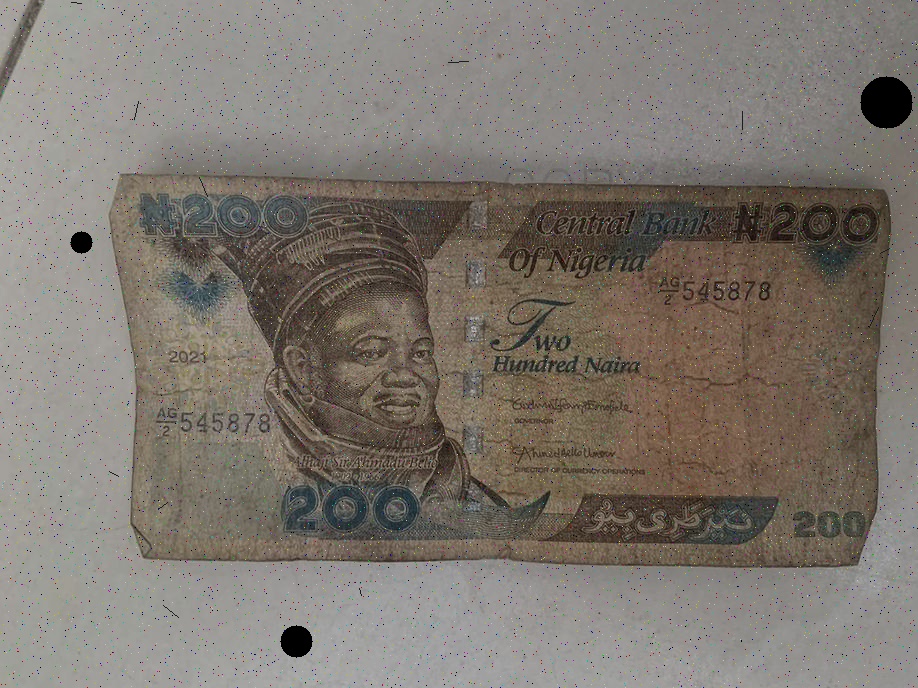 ₦200
Central Bank
Of Nigeria
₦200
AG/2 545878
Two
Hundred Naira
2021
AG/2 545878
GOVERNOR
Alhaji Sir Ahmadu Bello
DIRECTOR OF CURRENCY OPERATIONS
200
نَيْرَ طَرِي بِيُو
200